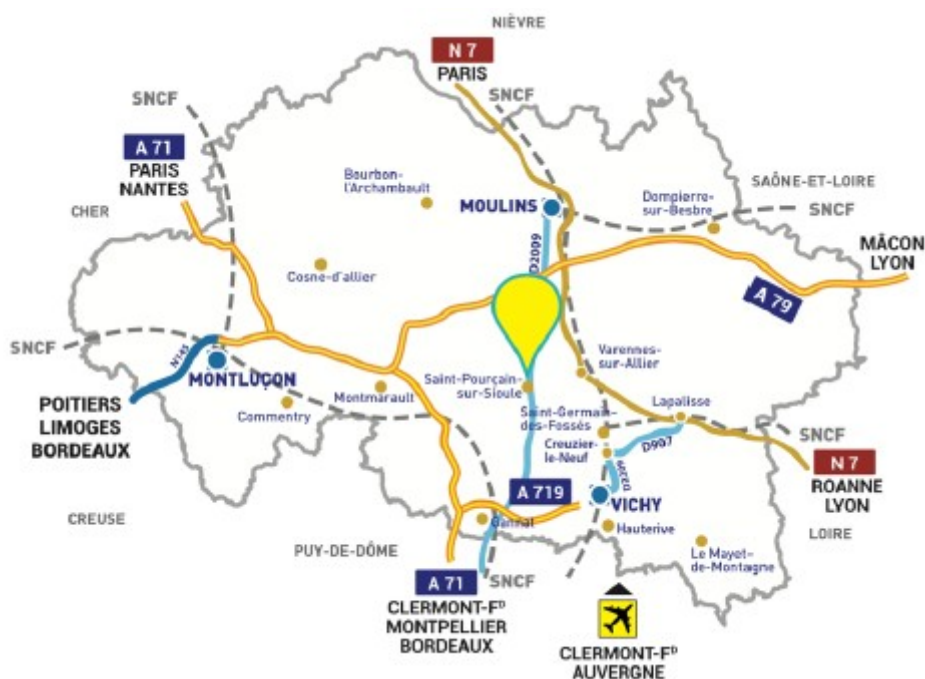 NIÈVRE
N 7
PARIS
SNCF
SNCF
A 71
PARIS
NANTES
Bourbon-
l'Archambault
MOULINS
Dompierre-
sur-Besbre
SAÔNE-ET-LOIRE
SNCF
CHER
D2009
MÂCON
LYON
Cosne-d'allier
A 79
SNCF
N145
MONTLUÇON
Varennes-
sur-Allier
Montmarault
Saint-Pourçain-
sur-Sioule
POITIERS
LIMOGES
BORDEAUX
Commentry
Lapalisse
Saint-Germain-
des-Fossés
Creuzier-
le-Neuf
D907
SNCF
N 7
ROANNE
LYON
A 719
VICHY
CREUSE
Gannat
Hauterive
LOIRE
PUY-DE-DÔME
Le Mayet-
de-Montagne
A 71
SNCF
CLERMONT-Fᴰ
MONTPELLIER
BORDEAUX
CLERMONT-Fᴰ
AUVERGNE